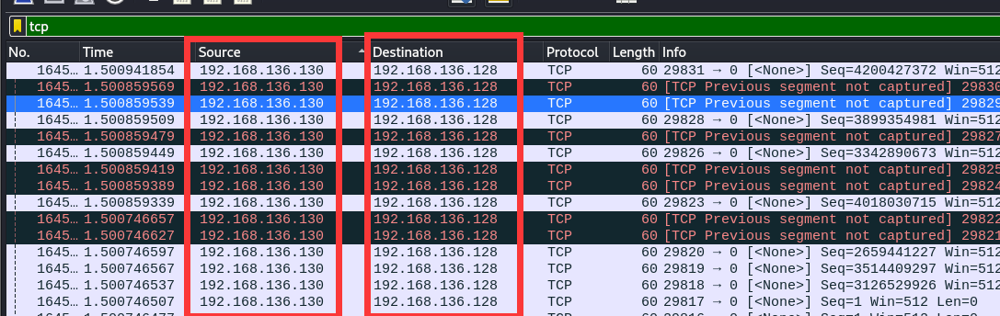 tcp
No. Time Source Destination Protocol Length Info
1645… 1.500941854 192.168.136.130 192.168.136.128 TCP 60 29831 → 0 [<None>] Seq=4200427372 Win=512
1645… 1.500859569 192.168.136.130 192.168.136.128 TCP 60 [TCP Previous segment not captured] 29830
1645… 1.500859539 192.168.136.130 192.168.136.128 TCP 60 [TCP Previous segment not captured] 29829
1645… 1.500859509 192.168.136.130 192.168.136.128 TCP 60 29828 → 0 [<None>] Seq=3899354981 Win=512
1645… 1.500859479 192.168.136.130 192.168.136.128 TCP 60 [TCP Previous segment not captured] 29827
1645… 1.500859449 192.168.136.130 192.168.136.128 TCP 60 29826 → 0 [<None>] Seq=3342890673 Win=512
1645… 1.500859419 192.168.136.130 192.168.136.128 TCP 60 [TCP Previous segment not captured] 29825
1645… 1.500859389 192.168.136.130 192.168.136.128 TCP 60 [TCP Previous segment not captured] 29824
1645… 1.500859339 192.168.136.130 192.168.136.128 TCP 60 29823 → 0 [<None>] Seq=4018030715 Win=512
1645… 1.500746657 192.168.136.130 192.168.136.128 TCP 60 [TCP Previous segment not captured] 29822
1645… 1.500746627 192.168.136.130 192.168.136.128 TCP 60 [TCP Previous segment not captured] 29821
1645… 1.500746597 192.168.136.130 192.168.136.128 TCP 60 29820 → 0 [<None>] Seq=2659441227 Win=512
1645… 1.500746567 192.168.136.130 192.168.136.128 TCP 60 29819 → 0 [<None>] Seq=3514409297 Win=512
1645… 1.500746537 192.168.136.130 192.168.136.128 TCP 60 29818 → 0 [<None>] Seq=3126529926 Win=512
1645… 1.500746507 192.168.136.130 192.168.136.128 TCP 60 29817 → 0 [<None>] Seq=1 Win=512 Len=0